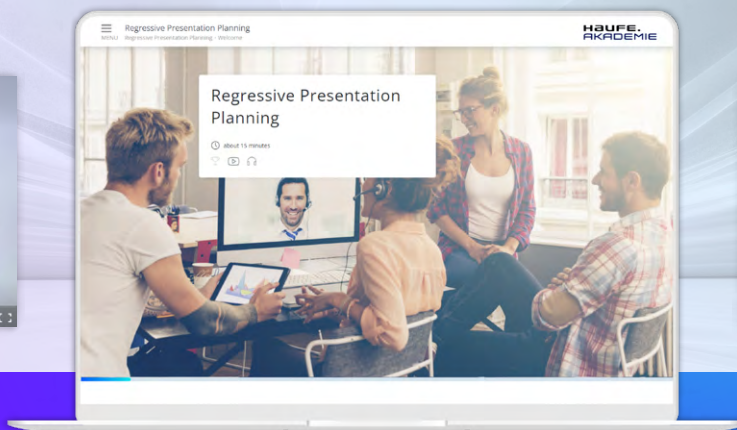 Regressive Presentation Planning
MENU Regressive Presentation Planning - Welcome
HAUFE.
AKADEMIE
Regressive Presentation
Planning
about 15 minutes